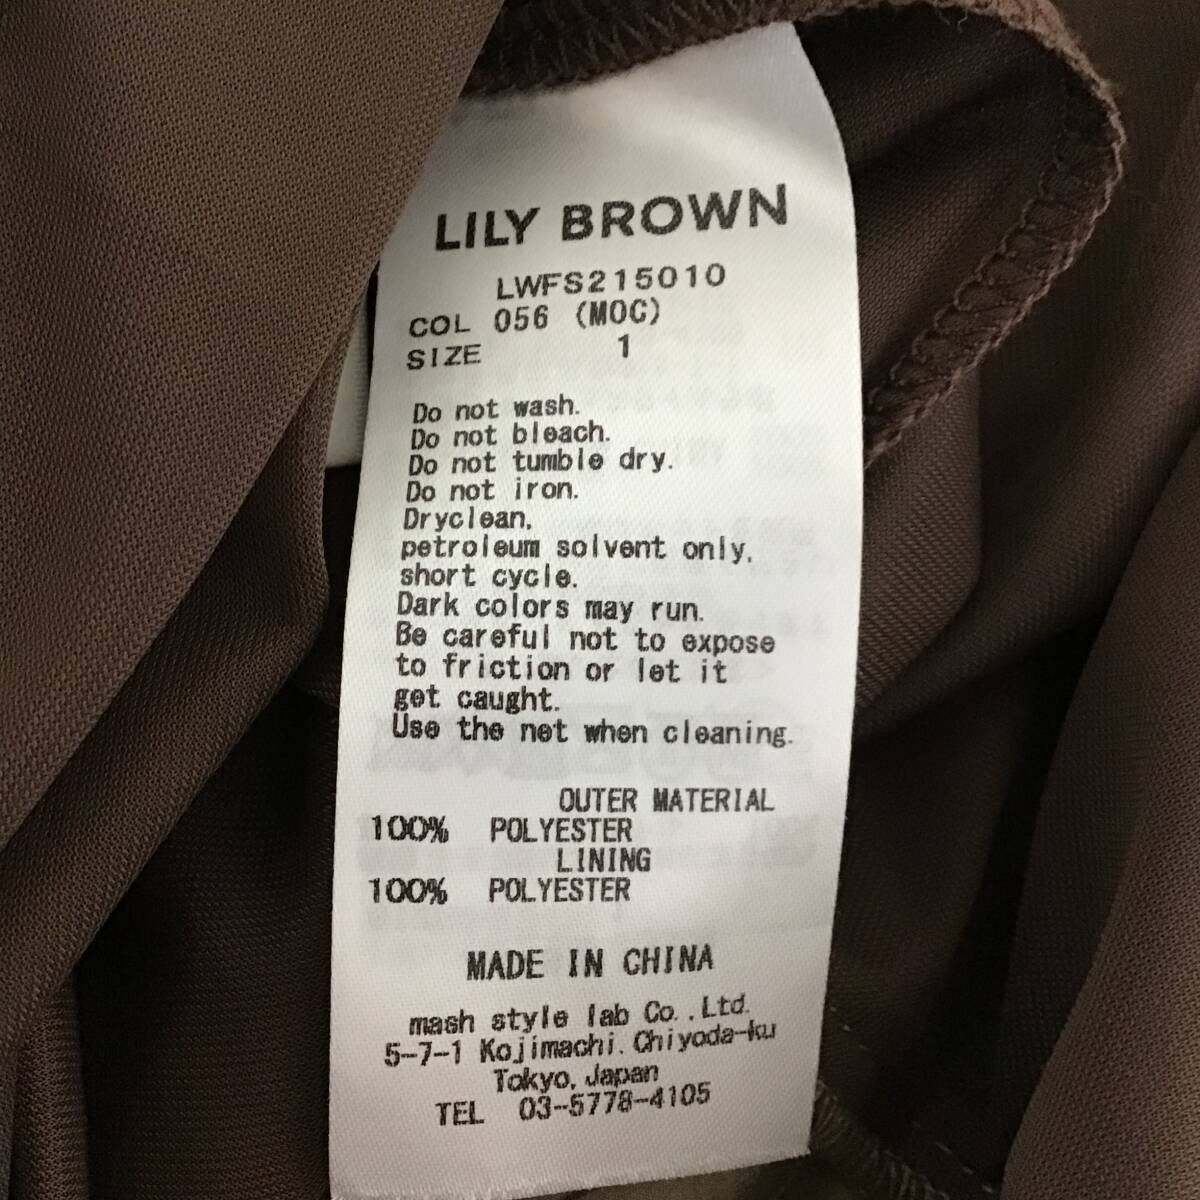 LILY BROWN
LWFS215010
COL 056 (MOC)
SIZE 1
Do not wash.
Do not bleach.
Do not tumble dry.
Do not iron.
Dryclean,
petroleum solvent only,
short cycle.
Dark colors may run.
Be careful not to expose
to friction or let it
get caught.
Use the net when cleaning.
OUTER MATERIAL
100% POLYESTER
LINING
100% POLYESTER
MADE IN CHINA
mash style lab Co.,Ltd.
5-7-1 Kojimachi, Chiyoda-ku
Tokyo, Japan
TEL 03-5778-4105